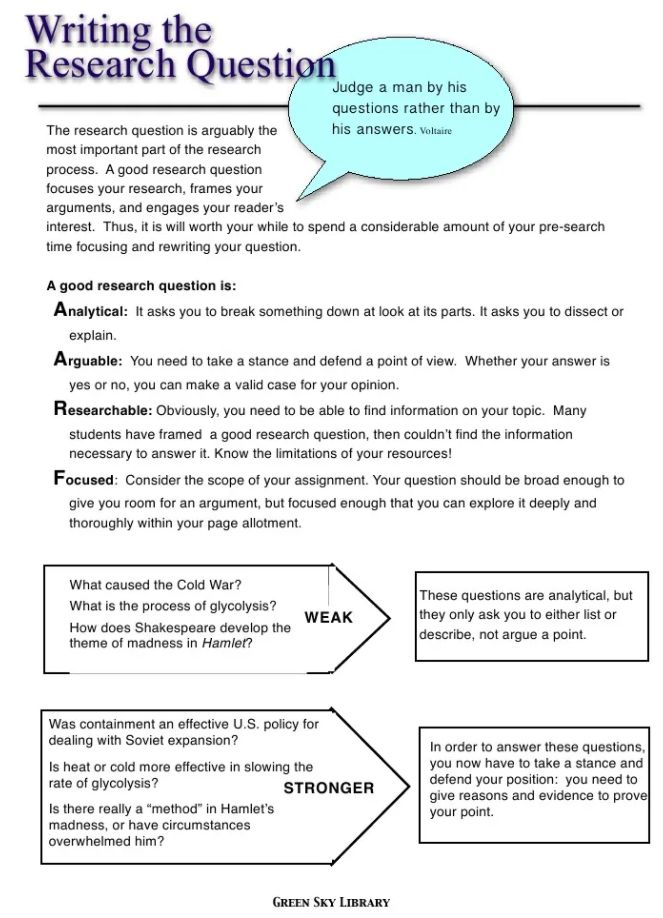 Writing the
Research Question
Judge a man by his
questions rather than by
his answers. Voltaire
The research question is arguably the
most important part of the research
process.  A good research question
focuses your research, frames your
arguments, and engages your reader's
interest.  Thus, it is will worth your while to spend a considerable amount of your pre-search
time focusing and rewriting your question.
A good research question is:
Analytical:  It asks you to break something down at look at its parts. It asks you to dissect or
explain.
Arguable:  You need to take a stance and defend a point of view.  Whether your answer is
yes or no, you can make a valid case for your opinion.
Researchable: Obviously, you need to be able to find information on your topic.  Many
students have framed  a good research question, then couldn't find the information
necessary to answer it. Know the limitations of your resources!
Focused:  Consider the scope of your assignment. Your question should be broad enough to
give you room for an argument, but focused enough that you can explore it deeply and
thoroughly within your page allotment.
What caused the Cold War?
What is the process of glycolysis?
How does Shakespeare develop the
theme of madness in Hamlet?
WEAK
These questions are analytical, but
they only ask you to either list or
describe, not argue a point.
Was containment an effective U.S. policy for
dealing with Soviet expansion?
Is heat or cold more effective in slowing the
rate of glycolysis?
Is there really a "method" in Hamlet's
madness, or have circumstances
overwhelmed him?
STRONGER
In order to answer these questions,
you now have to take a stance and
defend your position:  you need to
give reasons and evidence to prove
your point.
GREEN SKY LIBRARY